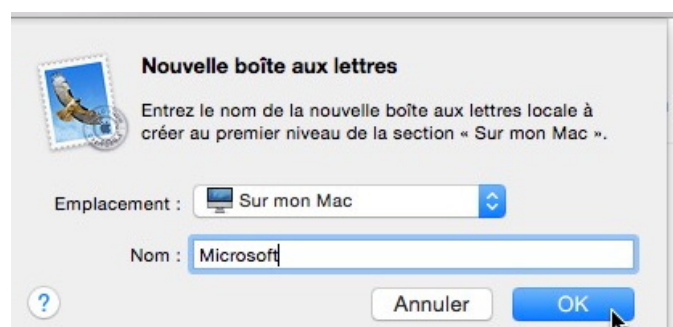 Nouvelle boîte aux lettres
Entrez le nom de la nouvelle boîte aux lettres locale à
créer au premier niveau de la section « Sur mon Mac ».
Emplacement : Sur mon Mac
Nom : Microsoft
? Annuler OK